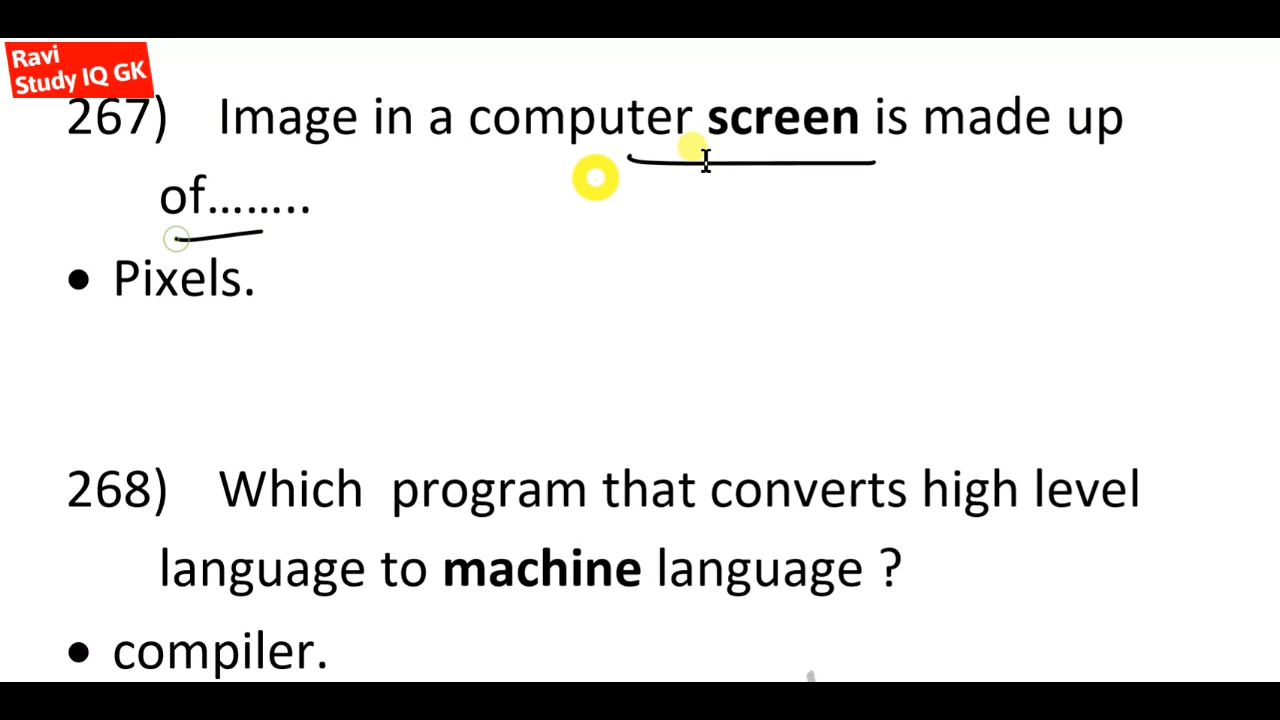 Ravi
Study IQ GK
267) Image in a computer screen is made up
of……..
• Pixels.
268) Which program that converts high level
language to machine language ?
• compiler.